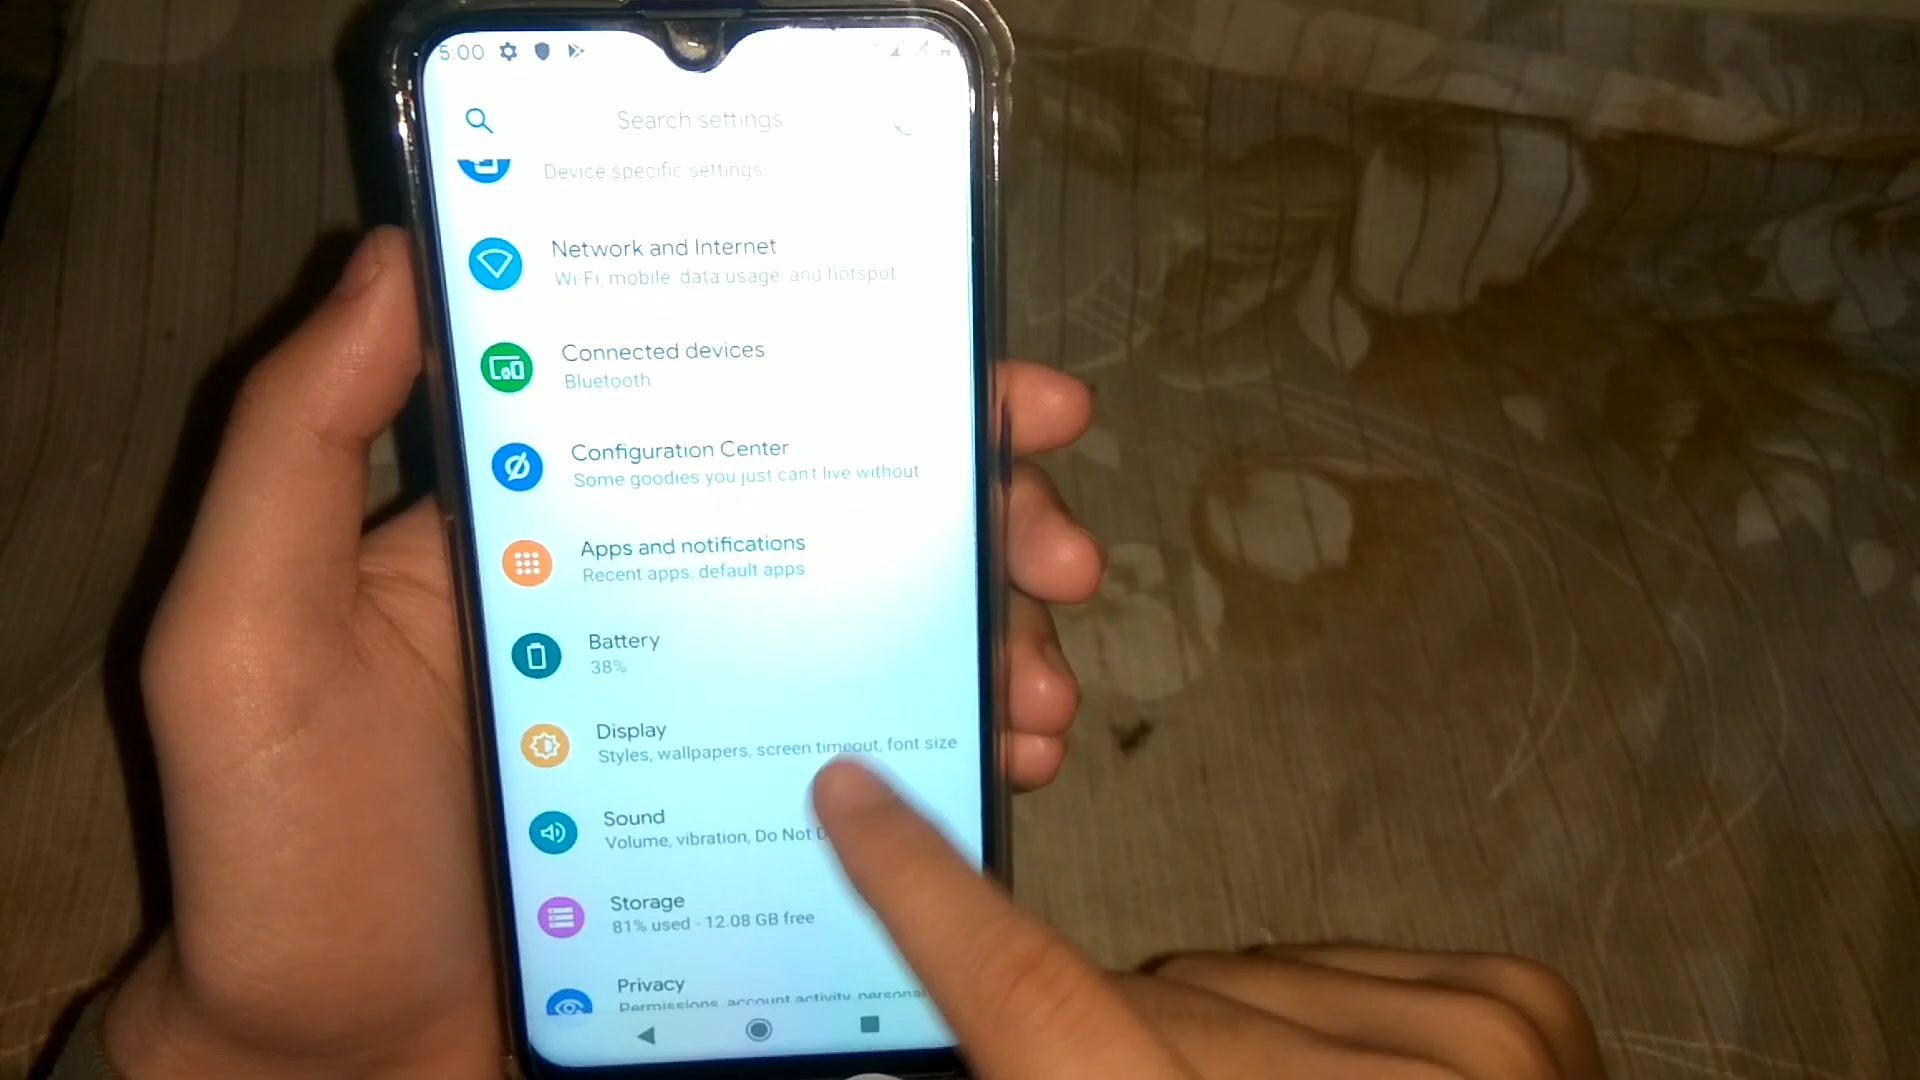 5:00
Search settings
Device specific settings
Network and Internet
Wi-Fi, mobile, data usage, and hotspot
Connected devices
Bluetooth
Configuration Center
Some goodies you just can't live without
Apps and notifications
Recent apps, default apps
Battery
38%
Display
Styles, wallpapers, screen timeout, font size
Sound
Volume, vibration, Do Not
Storage
81% used - 12.08 GB free
Privacy
Permissions, account activity, personal